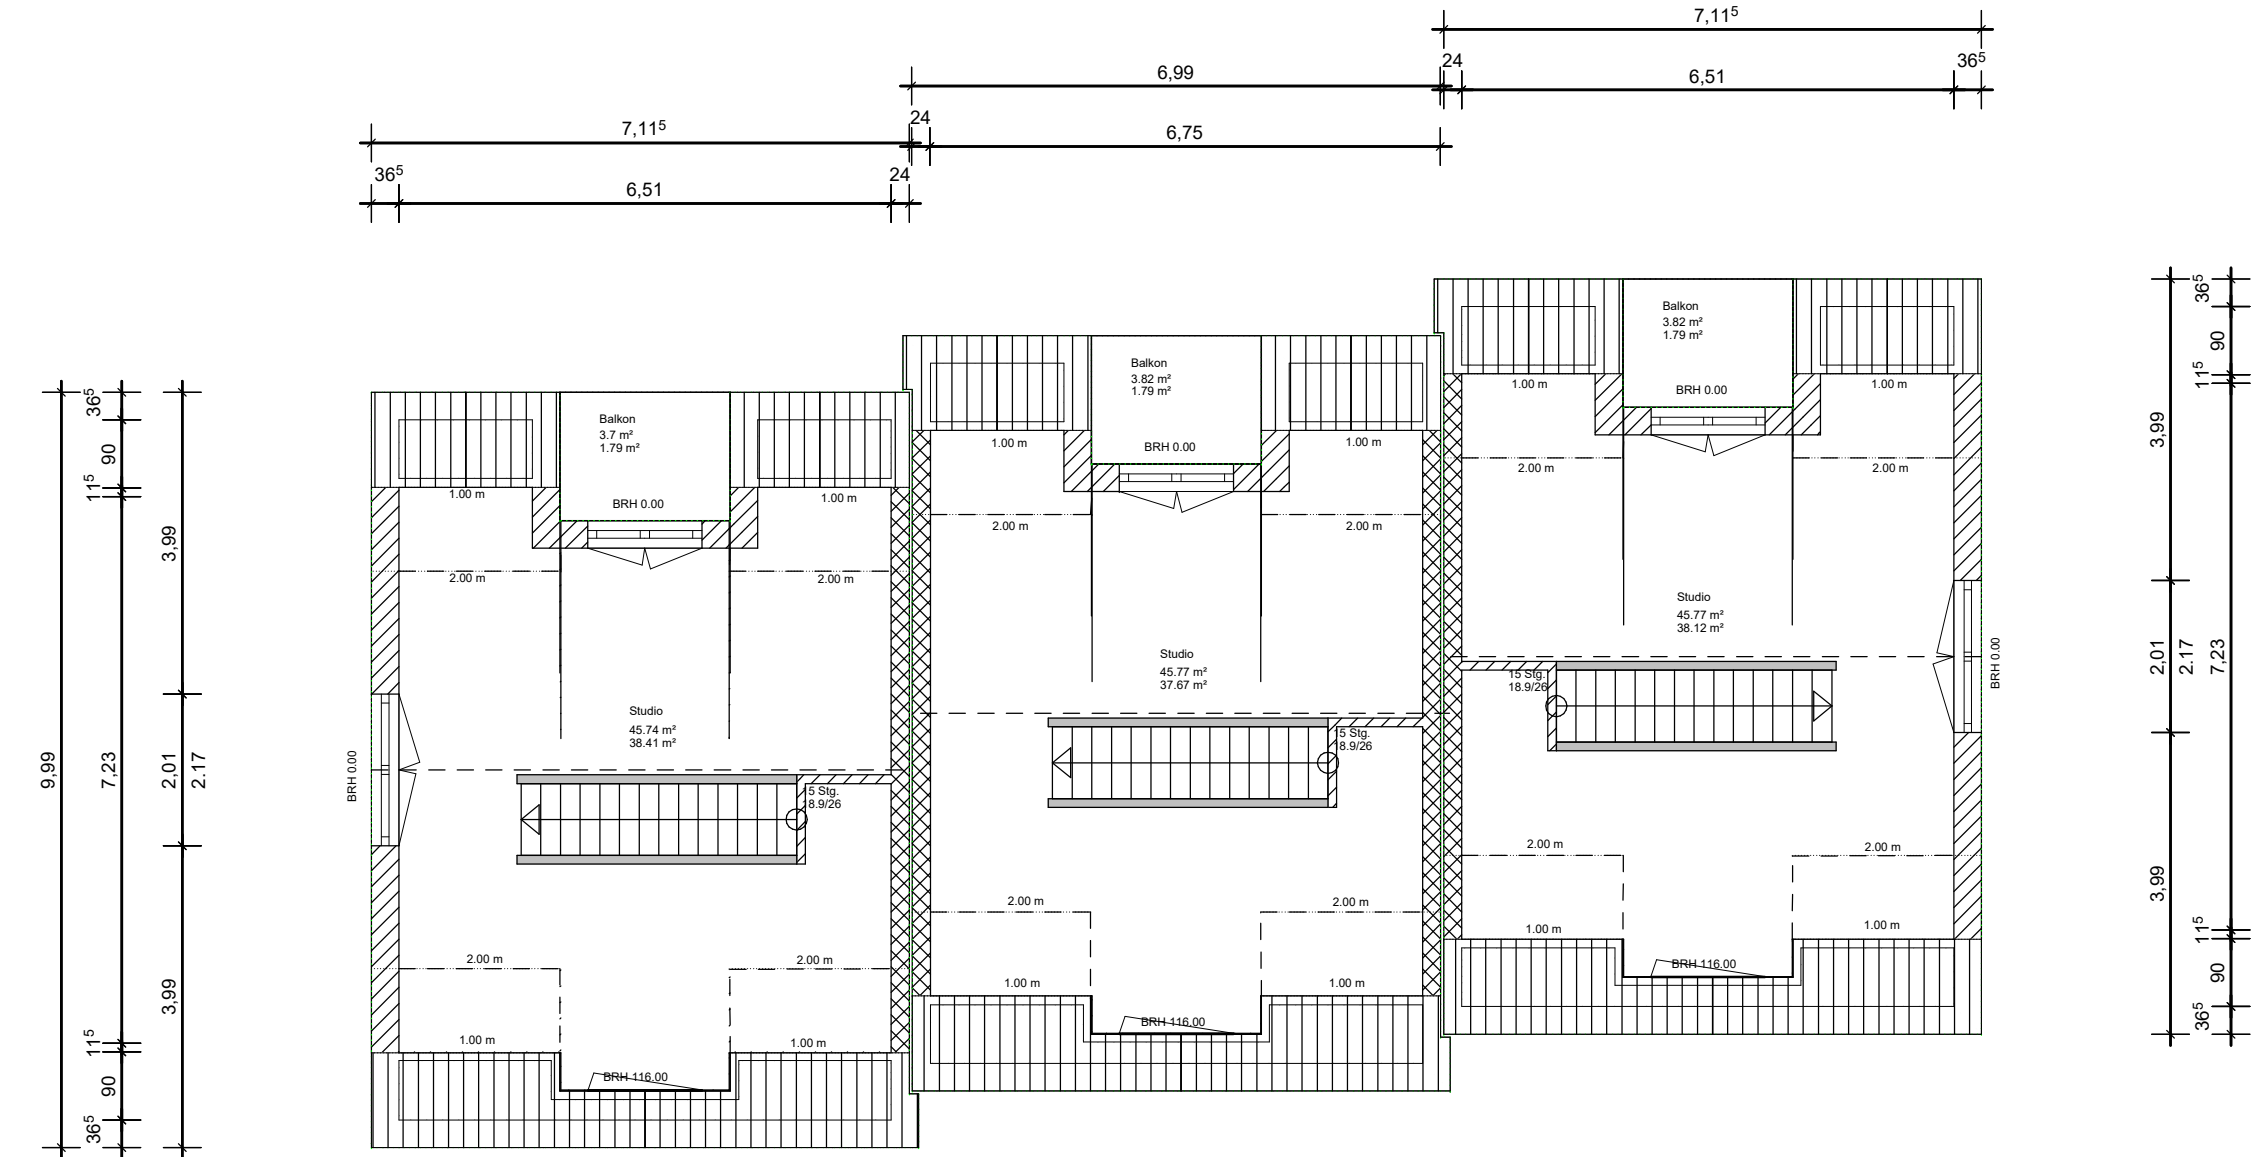 7,11⁵
24
36⁵
6,51
6,99
24
6,75
7,11⁵
36⁵
24
6,51
Balkon
3.7 m²
1.79 m²
BRH 0.00
1.00 m
1.00 m
2.00 m
2.00 m
Studio
45.74 m²
38.41 m²
BRH 0.00
5 Stg.
8.9/26
2.00 m
2.00 m
1.00 m
1.00 m
BRH 116.00
Balkon
3.82 m²
1.79 m²
BRH 0.00
1.00 m
1.00 m
2.00 m
2.00 m
Studio
45.77 m²
37.67 m²
5 Stg.
8.9/26
2.00 m
2.00 m
1.00 m
1.00 m
BRH 116.00
Balkon
3.82 m²
1.79 m²
BRH 0.00
1.00 m
1.00 m
2.00 m
2.00 m
Studio
45.77 m²
38.12 m²
BRH 0.00
15 Stg.
18.9/26
2.00 m
2.00 m
1.00 m
1.00 m
BRH 116.00
9,99
36⁵
90
11⁵
7,23
11⁵
90
36⁵
3,99
2,01
2.17
3,99
3,99
2,01
2.17
3,99
36⁵
90
11⁵
7,23
11⁵
90
36⁵